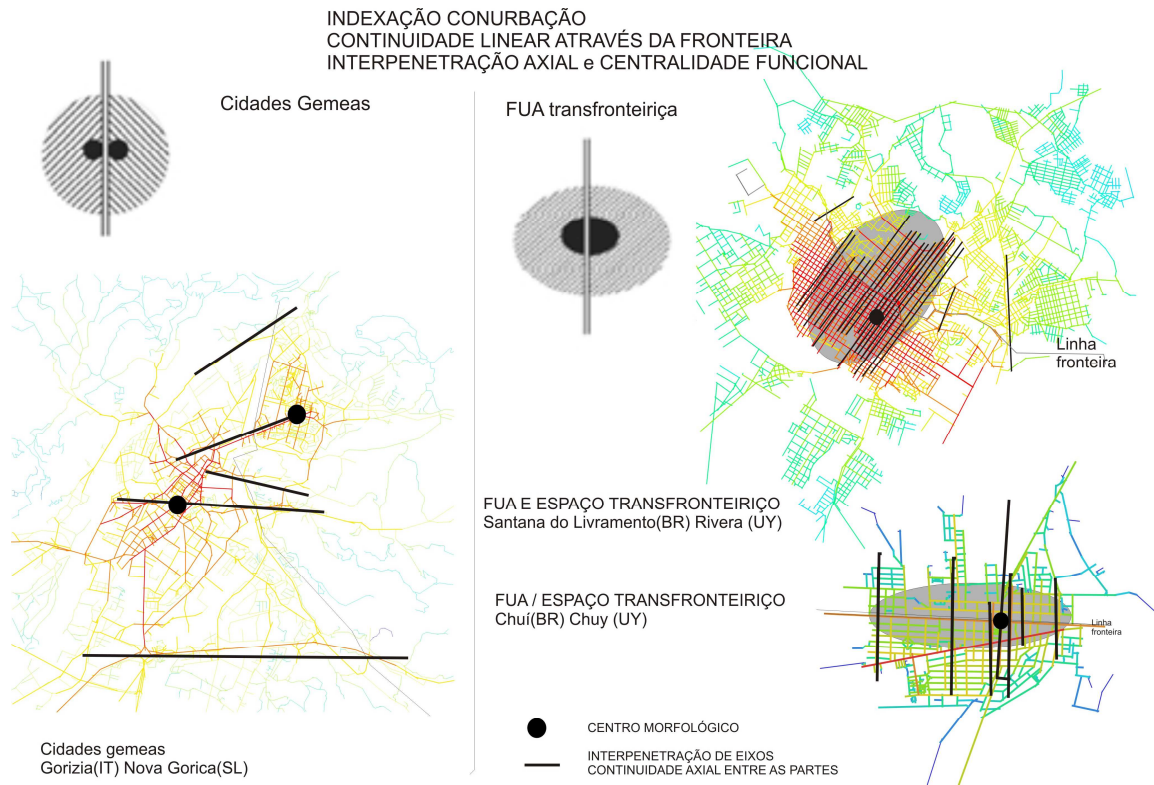 INDEXAÇÃO CONURBAÇÃO
CONTINUIDADE LINEAR ATRAVÉS DA FRONTEIRA
INTERPENETRAÇÃO AXIAL e CENTRALIDADE FUNCIONAL
Cidades Gemeas
FUA transfronteiriça
Linha
fronteira
FUA E ESPAÇO TRANSFRONTEIRIÇO
Santana do Livramento(BR) Rivera (UY)
FUA / ESPAÇO TRANSFRONTEIRIÇO
Chuí(BR) Chuy (UY)
Linha
fronteira
CENTRO MORFOLÓGICO
INTERPENETRAÇÃO DE EIXOS
CONTINUIDADE AXIAL ENTRE AS PARTES
Cidades gemeas
Gorizia(IT) Nova Gorica(SL)